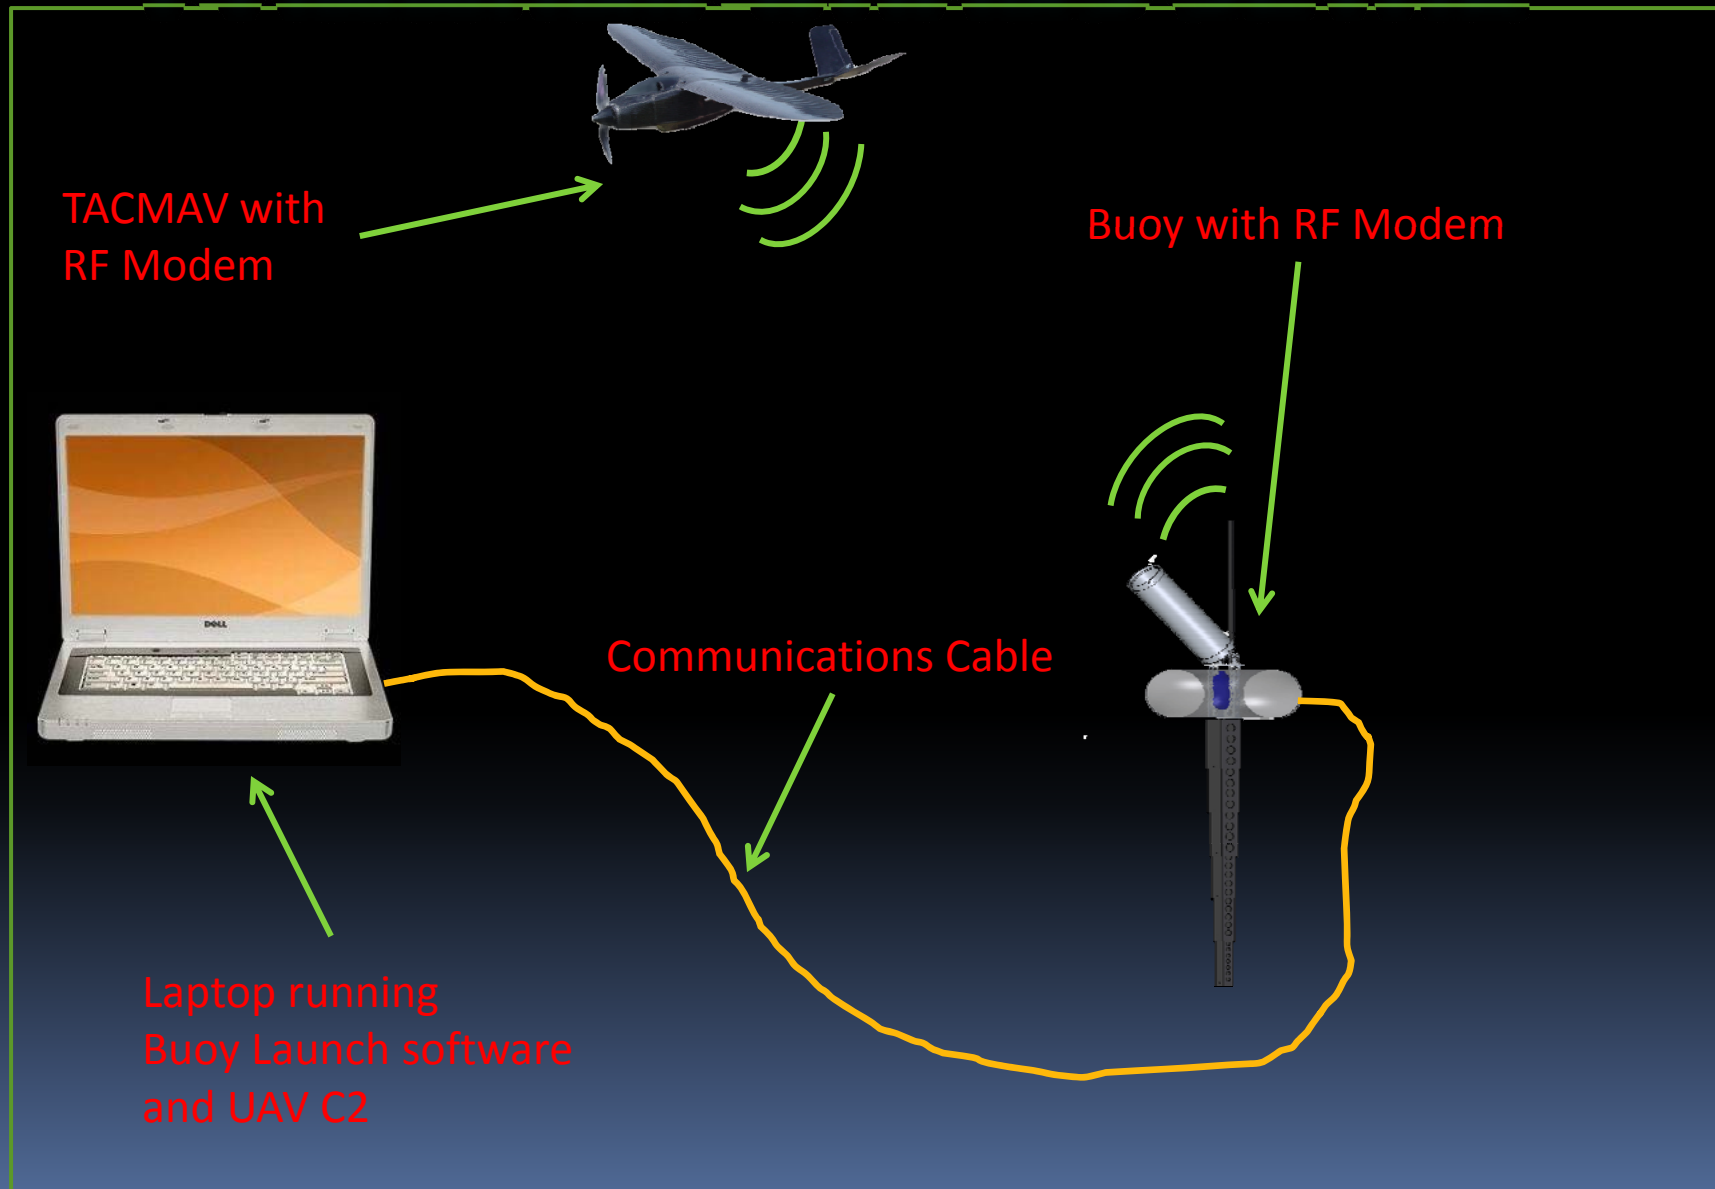 TACMAV with
RF Modem
Buoy with RF Modem
DELL
Communications Cable
Laptop running
Buoy Launch software
and UAV C2